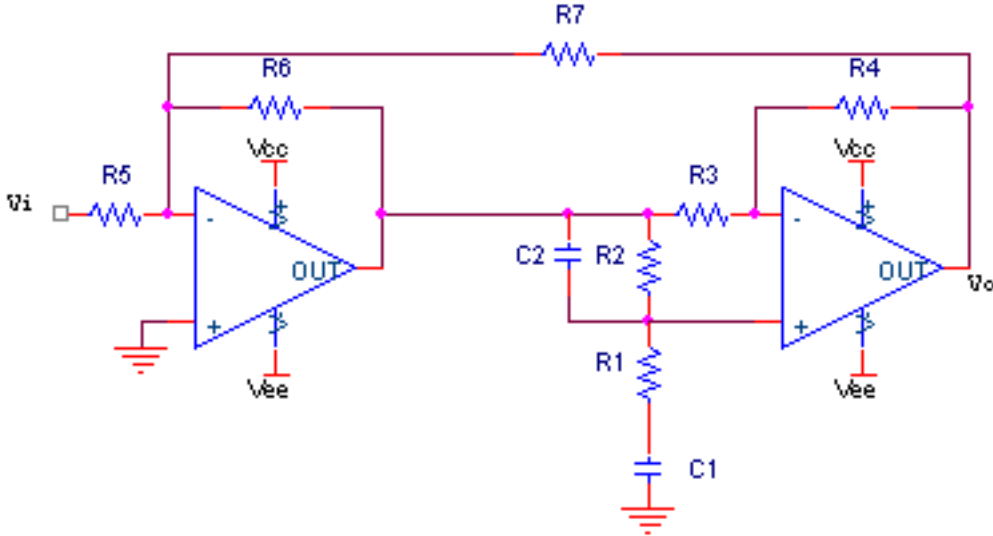 R7
R6
R4
Vcc
Vcc
R5
R3
Vi
-
-
+
+
C2
R2
OUT
OUT
Vo
+
+
R1
Vee
Vee
C1